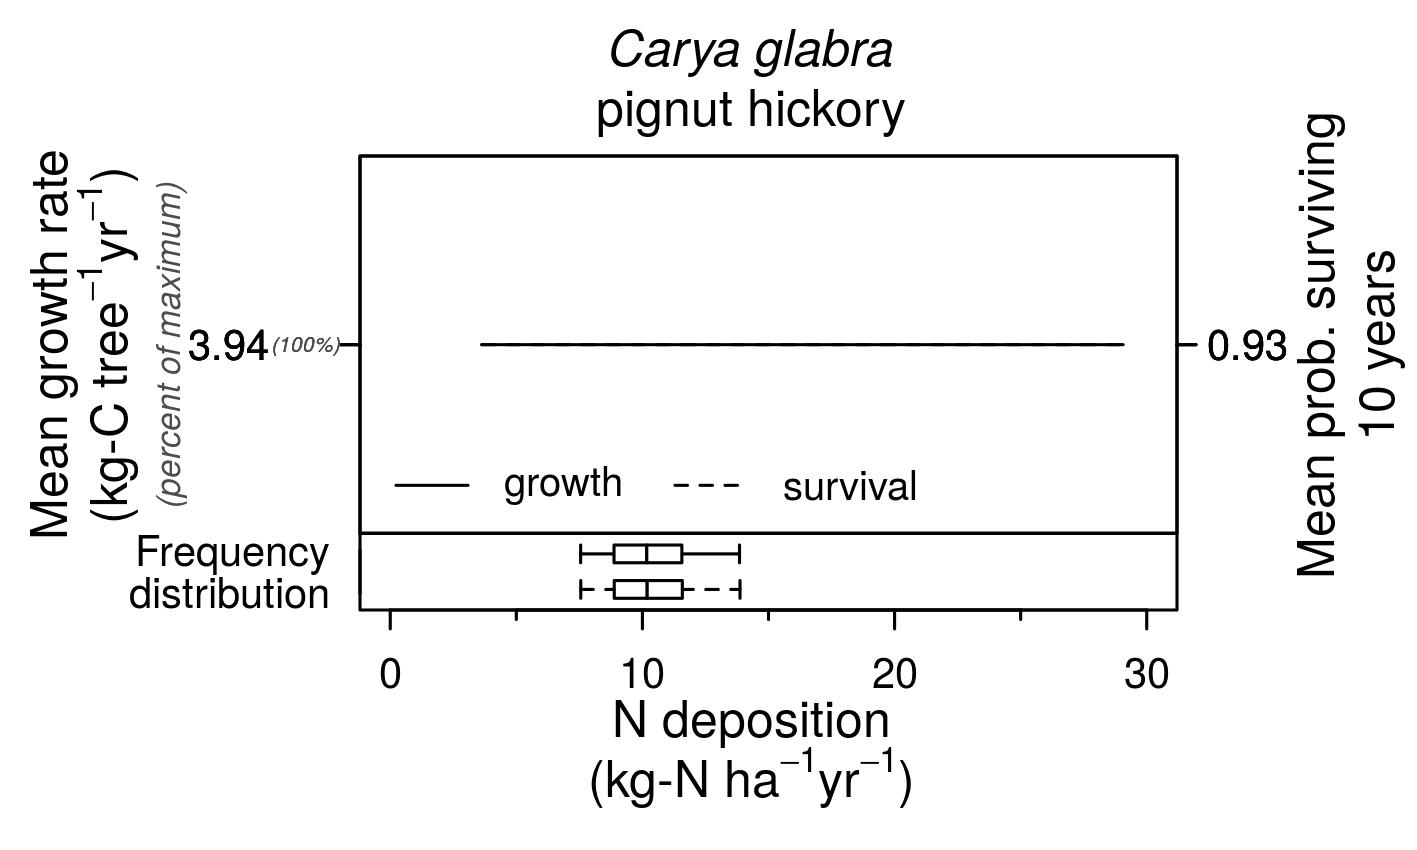 Carya glabra
pignut hickory
Mean growth rate
(kg-C tree⁻¹yr⁻¹)
(percent of maximum)
3.94 (100%)
0.93
Mean prob. surviving
10 years
growth
survival
Frequency
distribution
0 10 20 30
N deposition
(kg-N ha⁻¹yr⁻¹)